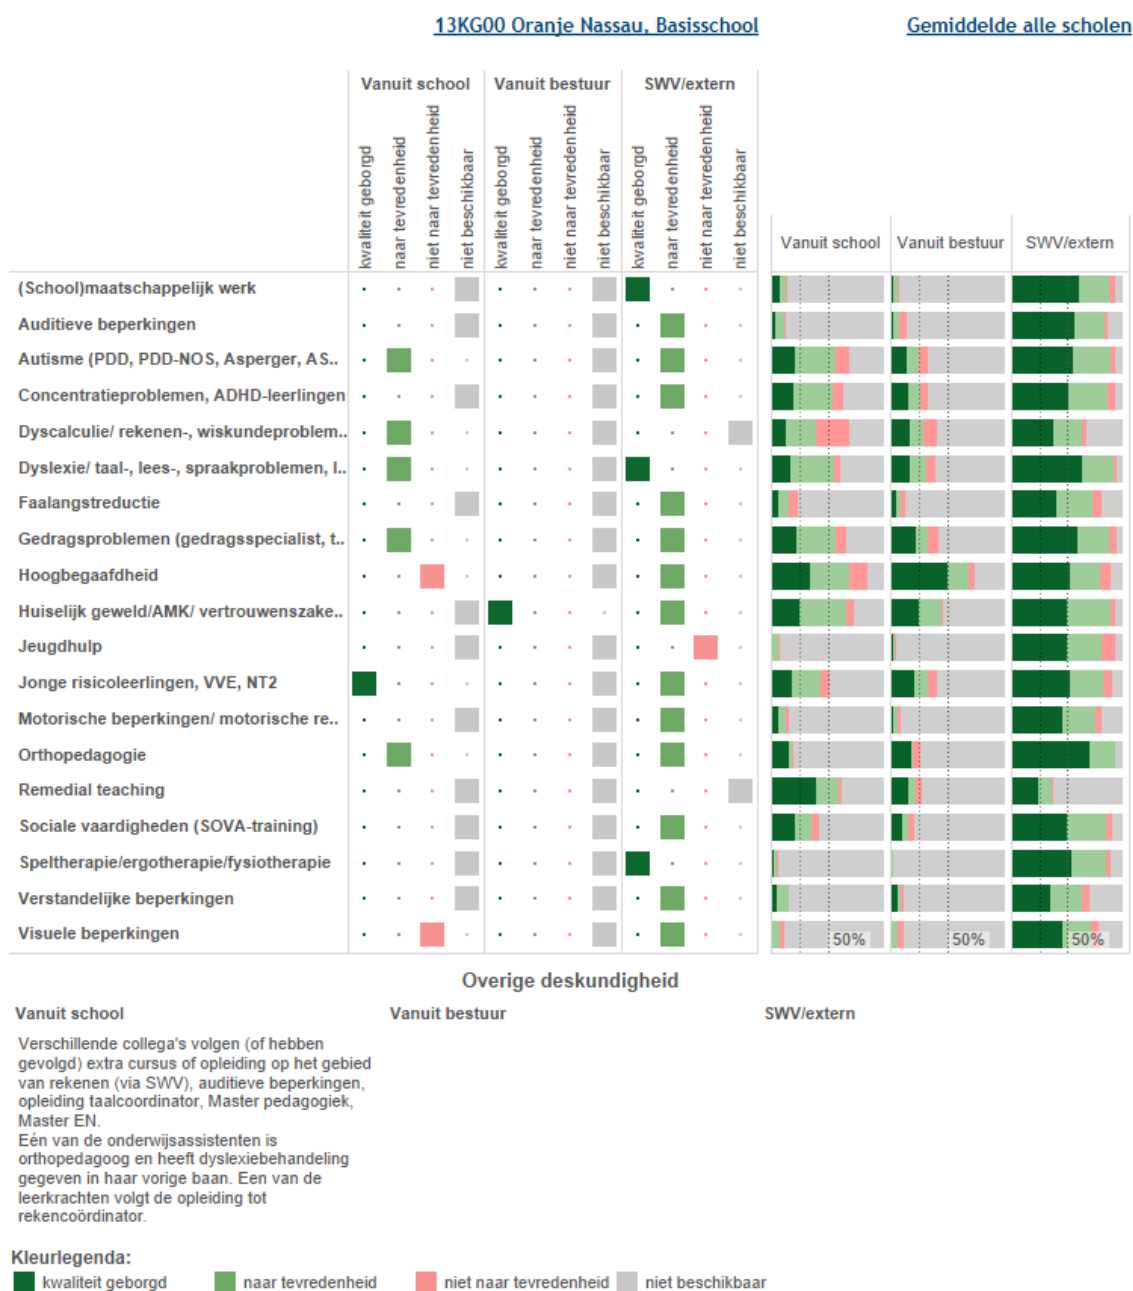 13KG00 Oranje Nassau, Basisschool
Gemiddelde alle scholen
Vanuit school
Vanuit bestuur
SWV/extern
kwaliteit geborgd
naar tevredenheid
niet naar tevredenheid
niet beschikbaar
kwaliteit geborgd
naar tevredenheid
niet naar tevredenheid
niet beschikbaar
kwaliteit geborgd
naar tevredenheid
niet naar tevredenheid
niet beschikbaar
Vanuit school
Vanuit bestuur
SWV/extern
(School)maatschappelijk werk
Auditieve beperkingen
Autisme (PDD, PDD-NOS, Asperger, AS..
Concentratieproblemen, ADHD-leerlingen
Dyscalculie/ rekenen-, wiskundeproblem..
Dyslexie/ taal-, lees-, spraakproblemen, l..
Faalangstreductie
Gedragsproblemen (gedragsspecialist, t..
Hoogbegaafdheid
Huiselijk geweld/AMK/ vertrouwenszake..
Jeugdhulp
Jonge risicoleerlingen, VVE, NT2
Motorische beperkingen/ motorische re..
Orthopedagogie
Remedial teaching
Sociale vaardigheden (SOVA-training)
Speltherapie/ergotherapie/fysiotherapie
Verstandelijke beperkingen
Visuele beperkingen
50%
50%
50%
Overige deskundigheid
Vanuit school
Vanuit bestuur
SWV/extern
Verschillende collega's volgen (of hebben
gevolgd) extra cursus of opleiding op het gebied
van rekenen (via SWV), auditieve beperkingen,
opleiding taalcoordinator, Master pedagogiek,
Master EN.
Eén van de onderwijsassistenten is
orthopedagoog en heeft dyslexiebehandeling
gegeven in haar vorige baan. Een van de
leerkrachten volgt de opleiding tot
rekencoördinator.
Kleurlegenda:
kwaliteit geborgd
naar tevredenheid
niet naar tevredenheid
niet beschikbaar